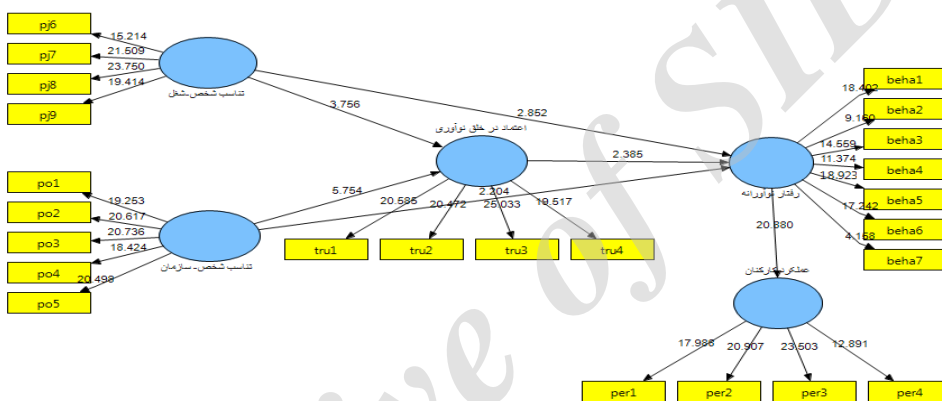 pj6
pj7
pj8
pj9
15.214
21.509
23.750
19.414
تناسب شخص-شغل
3.756
2.852
اعتماد در خلق نوآوری
po1
po2
po3
po4
po5
19.253
20.617
20.736
18.424
20.498
تناسب شخص- سازمان
5.754
2.204
2.385
20.585
20.472
25.033
19.517
tru1
tru2
tru3
tru4
رفتار نوآورانه
18.402
9.160
14.559
11.374
18.923
17.242
4.168
beha1
beha2
beha3
beha4
beha5
beha6
beha7
20.880
عملکرد کارکنان
17.988
20.907
23.503
12.891
per1
per2
per3
per4
ive of SI